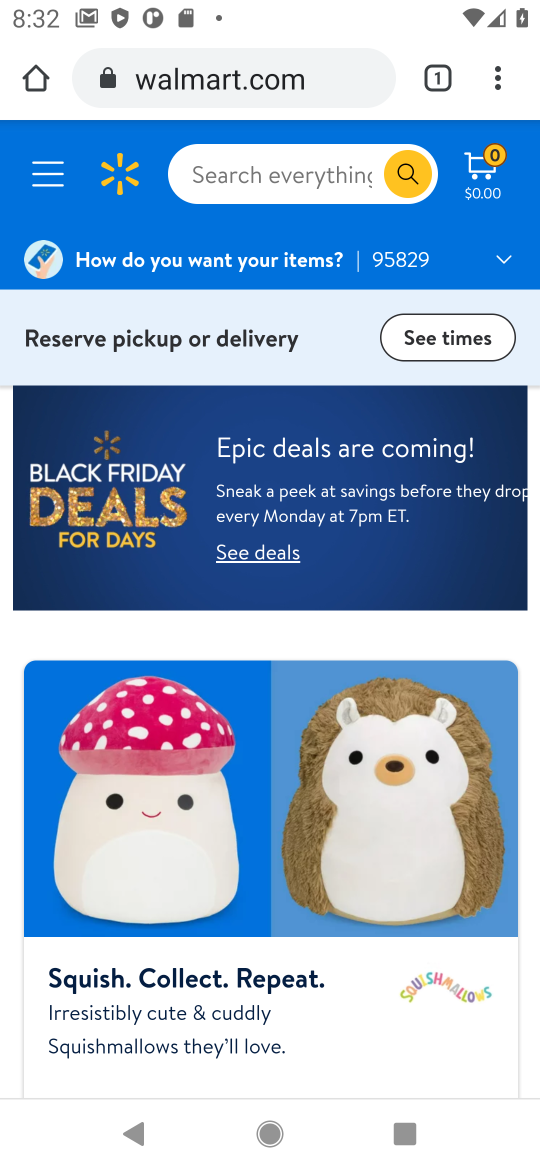 8:32
walmart.com
1
Search everything
0
$0.00
How do you want your items? | 95829
Reserve pickup or delivery
See times
BLACK FRIDAY
DEALS
FOR DAYS
Epic deals are coming!
Sneak a peek at savings before they drop
every Monday at 7pm ET.
See deals
Squish. Collect. Repeat.
SQUISHMALLOWS
Irresistibly cute & cuddly
Squishmallows they'll love.